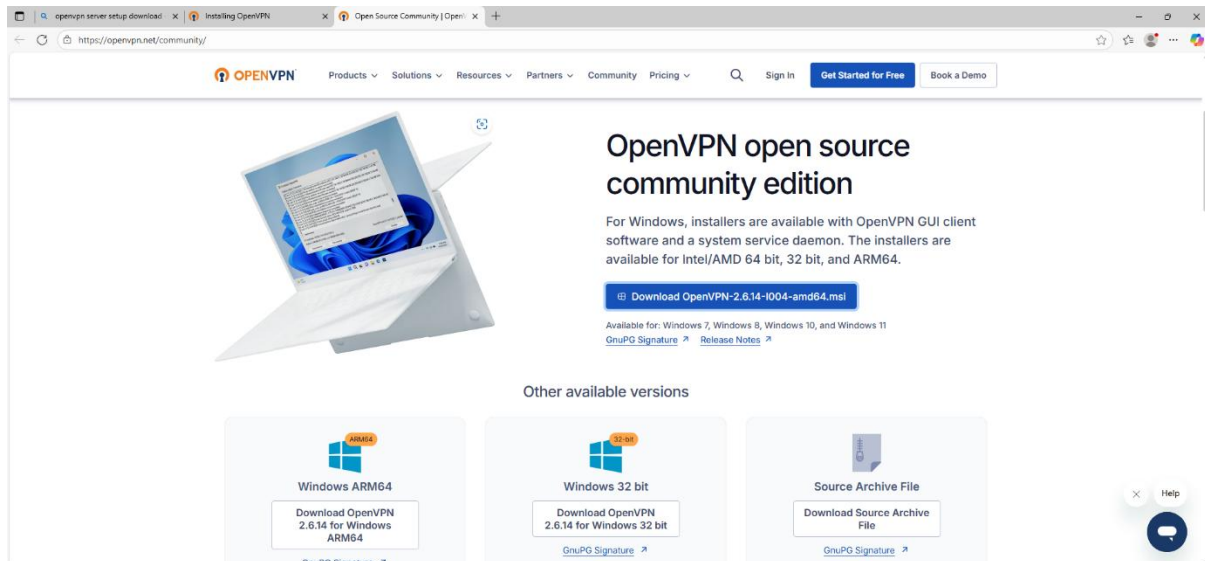 openvpn server setup download
Installing OpenVPN
Open Source Community | Open
https://openvpn.net/community/
OPENVPN
Products
Solutions
Resources
Partners
Community
Pricing
Sign In
Get Started for Free
Book a Demo
OpenVPN open source
community edition
For Windows, installers are available with OpenVPN GUI client
software and a system service daemon. The installers are
available for Intel/AMD 64 bit, 32 bit, and ARM64.
Download OpenVPN-2.6.14-I004-amd64.msi
Available for: Windows 7, Windows 8, Windows 10, and Windows 11
GnuPG Signature
Release Notes
Other available versions
ARM64
Windows ARM64
Download OpenVPN
2.6.14 for Windows
ARM64
GnuPG Signature
32-bit
Windows 32 bit
Download OpenVPN
2.6.14 for Windows 32 bit
GnuPG Signature
Source Archive File
Download Source Archive
File
GnuPG Signature
Help